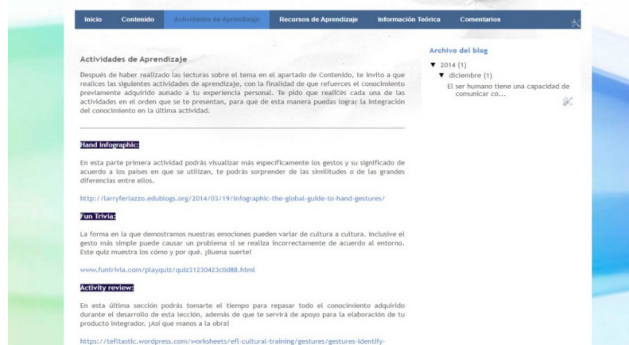 Inicio Contenido Actividades de Aprendizaje Recursos de Aprendizaje Información Teórica Comentarios
Actividades de Aprendizaje
Después de haber realizado las lecturas sobre el tema en el apartado de Contenido, te invito a que
realices las siguientes actividades de aprendizaje, con la finalidad de que refuerces el conocimiento
previamente adquirido aunado a tu experiencia personal. Te pido que realices cada una de las
actividades en el orden que se te presentan, para que de esta manera puedas lograr la integración
del conocimiento en la última actividad.
Hand infographic:
En esta parte primera actividad podrás visualizar más específicamente los gestos y su significado de
acuerdo a los países en que se utilizan, te podrás sorprender de las similitudes o de las grandes
diferencias entre ellos.
http://larryferlazzo.edublogs.org/2014/03/19/infographic-the-global-guide-to-hand-gestures/
Fun Trivia:
La forma en la que demostramos nuestras emociones pueden variar de cultura a cultura. Inclusive el
gesto más simple puede causar un problema si se realiza incorrectamente de acuerdo al entorno.
Este quiz muestra los cómo y por qué. ¡Buena suerte!
www.funtrivia.com/playquiz/quiz31230423c0d88.html
Activity review:
En esta última sección podrás tomarte el tiempo para repasar todo el conocimiento adquirido
durante el desarrollo de esta lección, además de que te servirá de apoyo para la elaboración de tu
producto integrador. ¡Así que manos a la obra!
https://tefltastic.wordpress.com/worksheets/efl-cultural-training/gestures/gestures-identify-
Archivo del blog
▼ 2014 (1)
▼ diciembre (1)
El ser humano tiene una capacidad de
comunicar co...